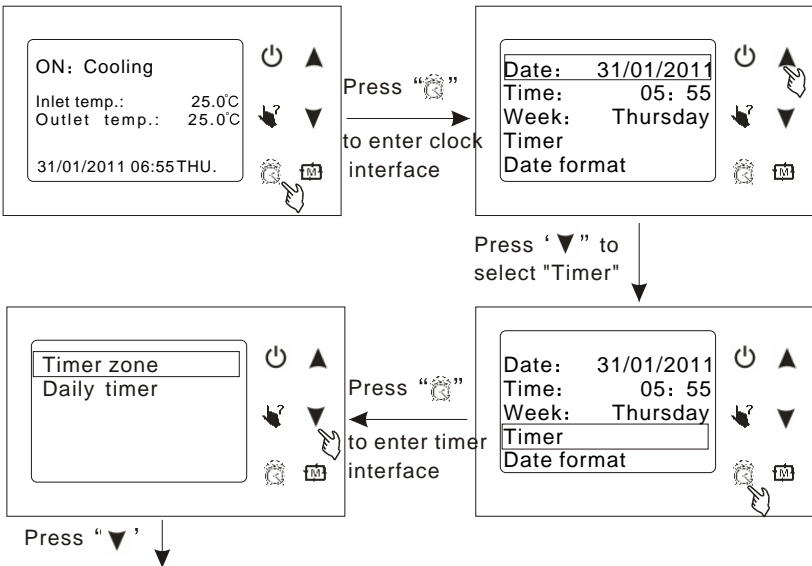 ON: Cooling
Inlet temp.: 25.0°C
Outlet temp.: 25.0°C
31/01/2011 06:55 THU.
M
Press “ ”
to enter clock
interface
Date: 31/01/2011
Time: 05: 55
Week: Thursday
Timer
Date format
M
Press ‘▼” to
select "Timer"
Date: 31/01/2011
Time: 05: 55
Week: Thursday
Timer
Date format
M
Press “ ”
to enter timer
interface
Timer zone
Daily timer
M
Press “▼’